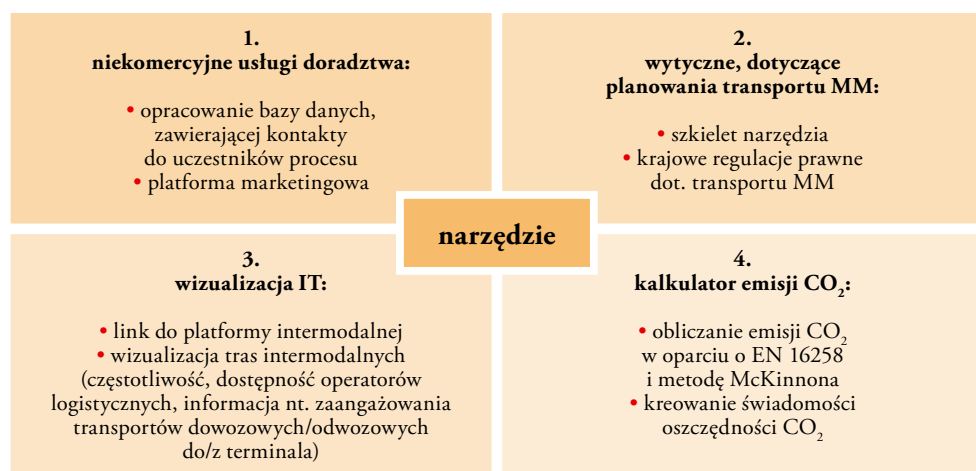 1.
niekomercyjne usługi doradztwa:
• opracowanie bazy danych,
zawierającej kontakty
do uczestników procesu
• platforma marketingowa
2.
wytyczne, dotyczące
planowania transportu MM:
• szkielet narzędzia
• krajowe regulacje prawne
dot. transportu MM
narzędzie
3.
wizualizacja IT:
• link do platformy intermodalnej
• wizualizacja tras intermodalnych
(częstotliwość, dostępność operatorów
logistycznych, informacja nt. zaangażowania
transportów dowozowych/odwozowych
do/z terminala)
4.
kalkulator emisji CO₂:
• obliczanie emisji CO₂
w oparciu o EN 16258
i metodę McKinnona
• kreowanie świadomości
oszczędności CO₂